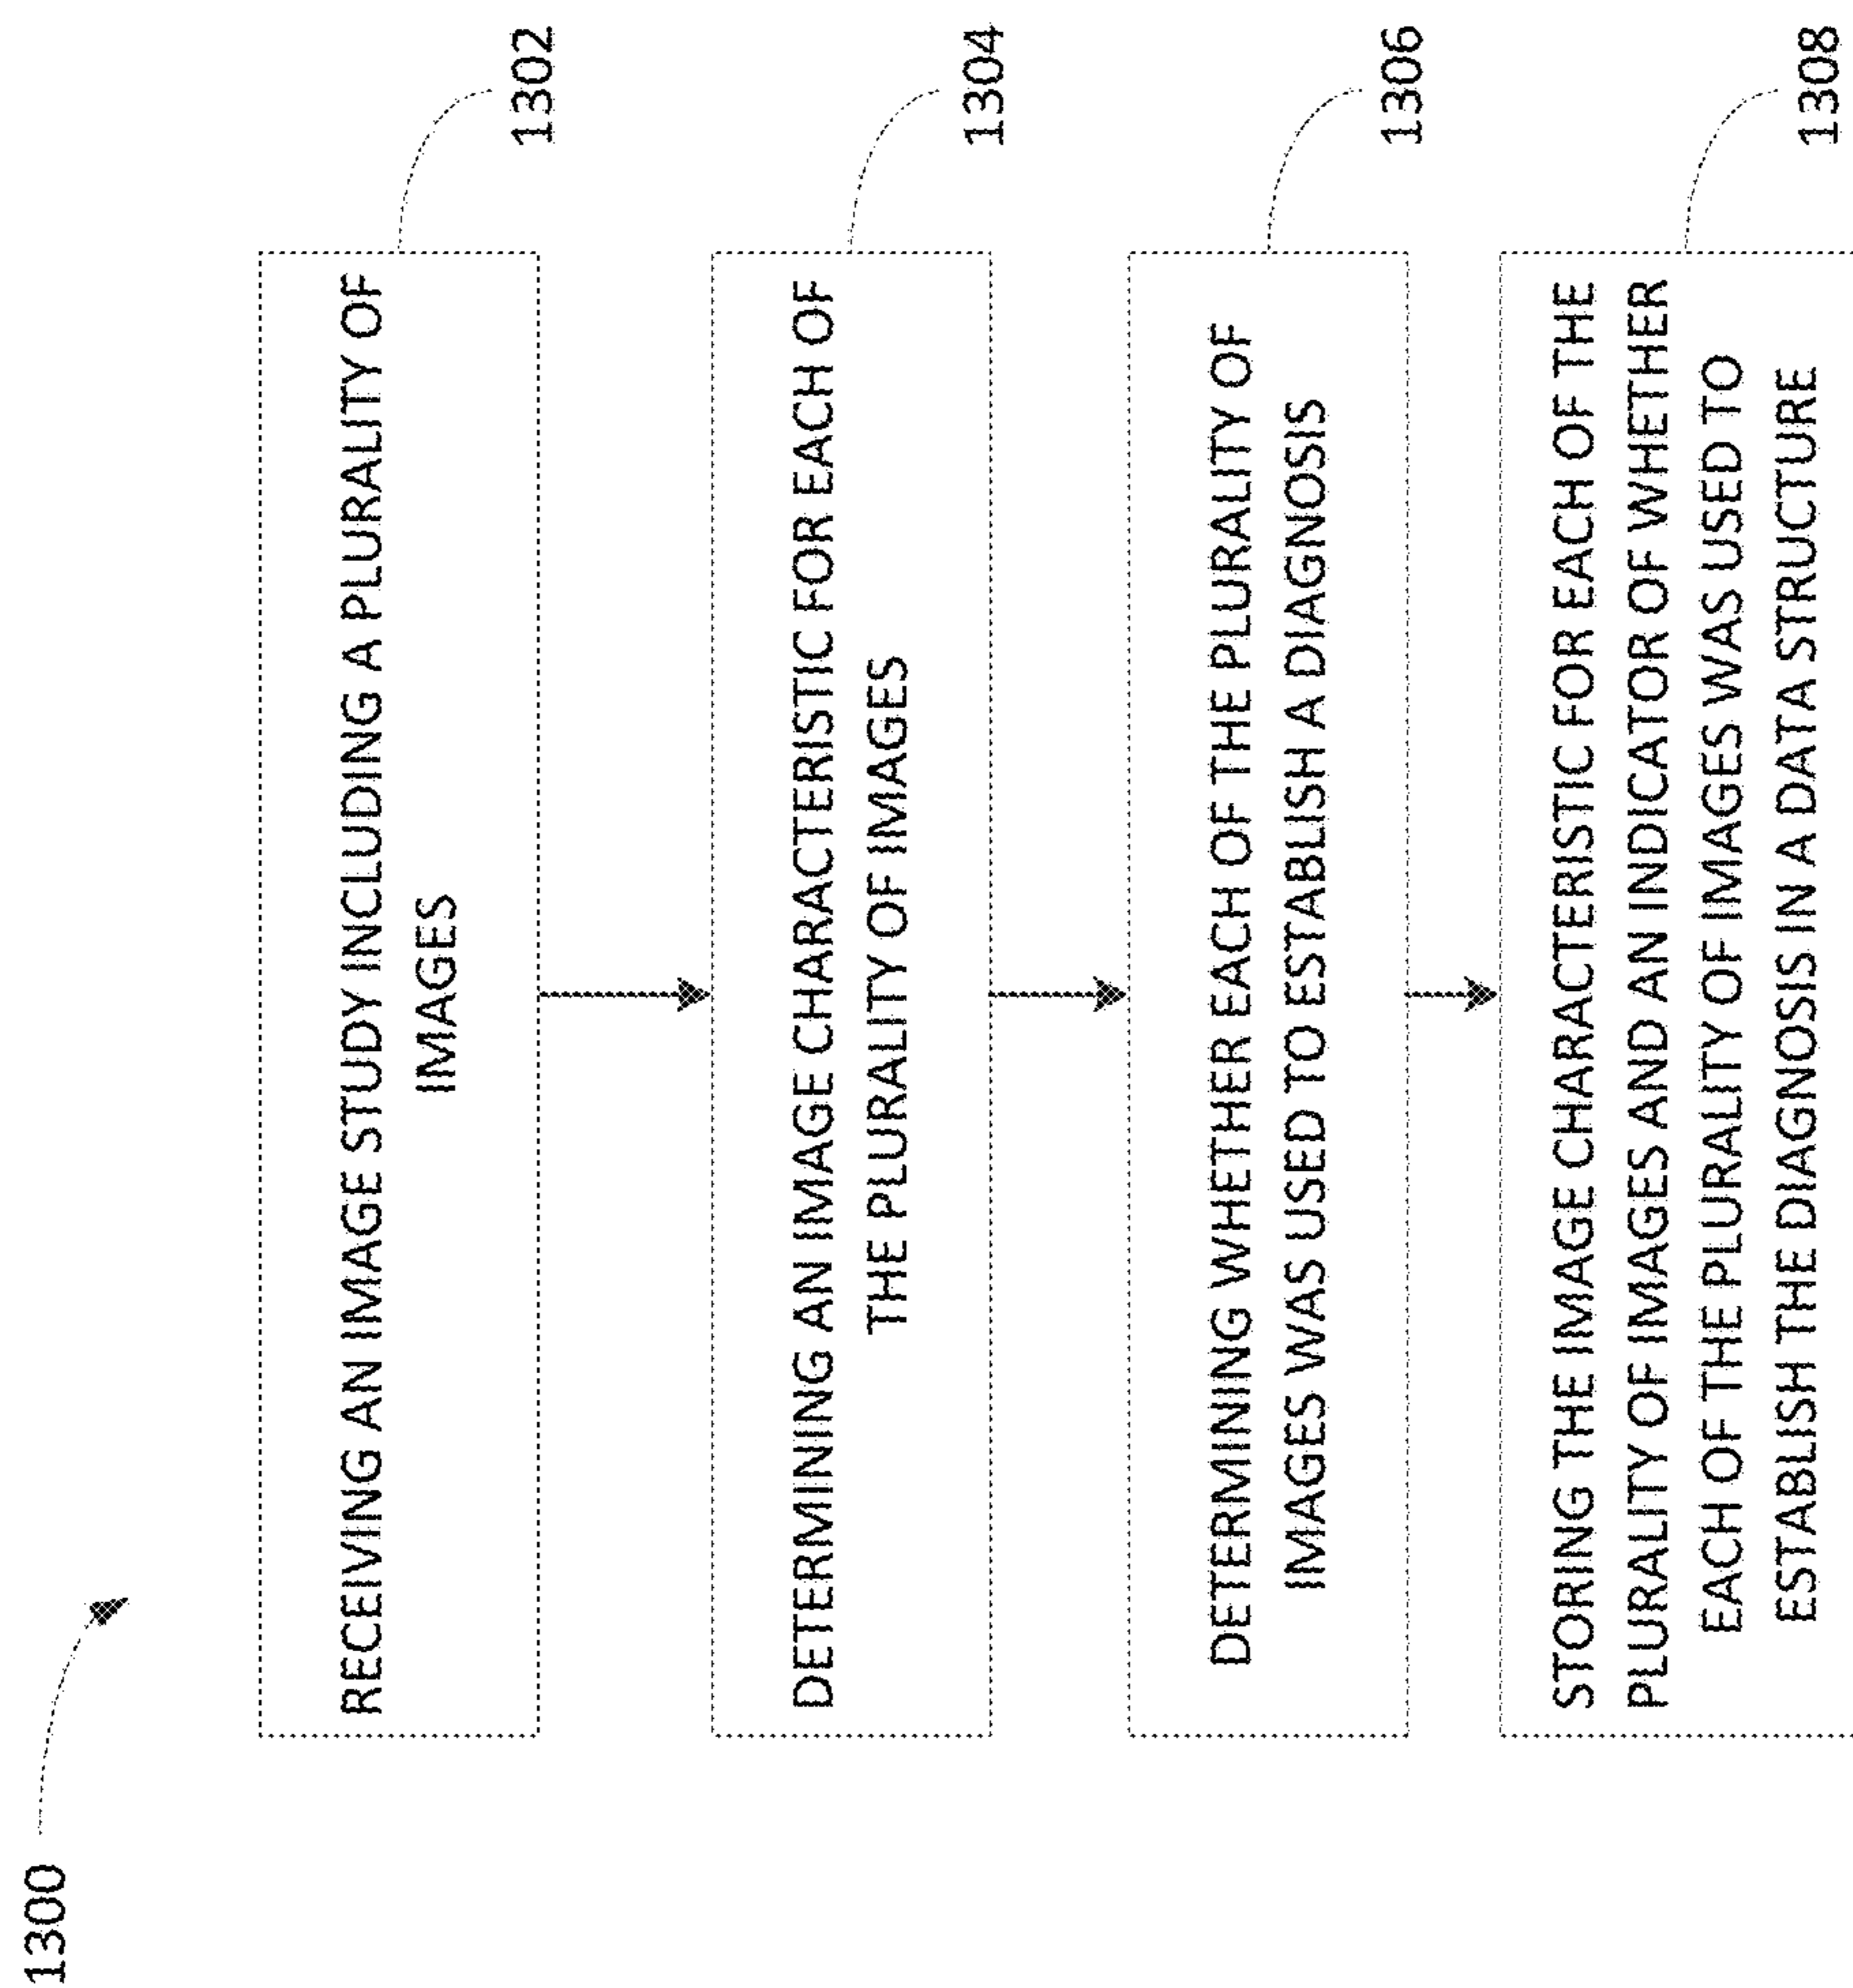 1300
RECEIVING AN IMAGE STUDY INCLUDING A PLURALITY OF
IMAGES
1302
DETERMINING AN IMAGE CHARACTERISTIC FOR EACH OF
THE PLURALITY OF IMAGES
1304
DETERMINING WHETHER EACH OF THE PLURALITY OF
IMAGES WAS USED TO ESTABLISH A DIAGNOSIS
1306
STORING THE IMAGE CHARACTERISTIC FOR EACH OF THE
PLURALITY OF IMAGES AND AN INDICATOR OF WHETHER
EACH OF THE PLURALITY OF IMAGES WAS USED TO
ESTABLISH THE DIAGNOSIS IN A DATA STRUCTURE
1308